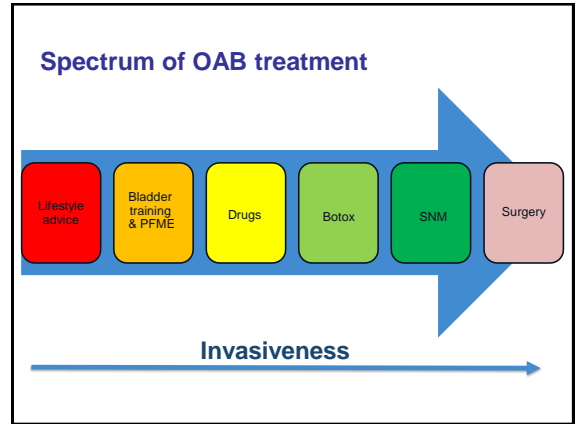 Spectrum of OAB treatment
Lifestyle
advice
Bladder
training
& PFME
Drugs
Botox
SNM
Surgery
Invasiveness